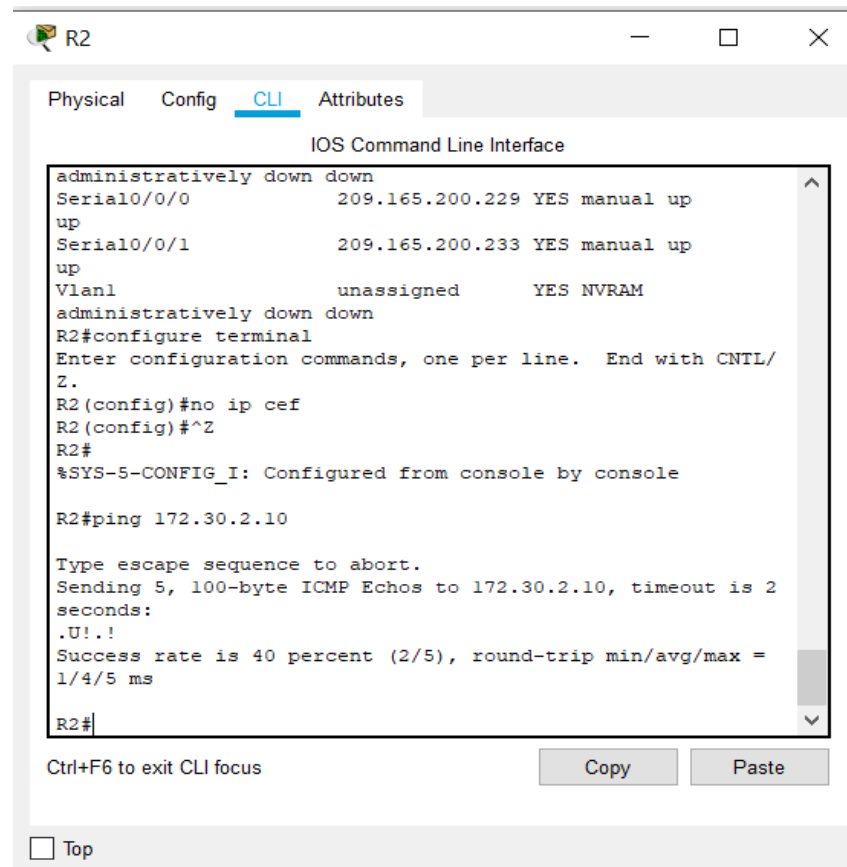 R2
Physical Config CLI Attributes
IOS Command Line Interface
administratively down down
Serial0/0/0 209.165.200.229 YES manual up
up
Serial0/0/1 209.165.200.233 YES manual up
up
Vlan1 unassigned YES NVRAM
administratively down down
R2#configure terminal
Enter configuration commands, one per line. End with CNTL/
Z.
R2(config)#no ip cef
R2(config)#^Z
R2#
%SYS-5-CONFIG_I: Configured from console by console
R2#ping 172.30.2.10
Type escape sequence to abort.
Sending 5, 100-byte ICMP Echos to 172.30.2.10, timeout is 2
seconds:
.U!.!
Success rate is 40 percent (2/5), round-trip min/avg/max =
1/4/5 ms
R2#
Ctrl+F6 to exit CLI focus
Copy Paste
Top